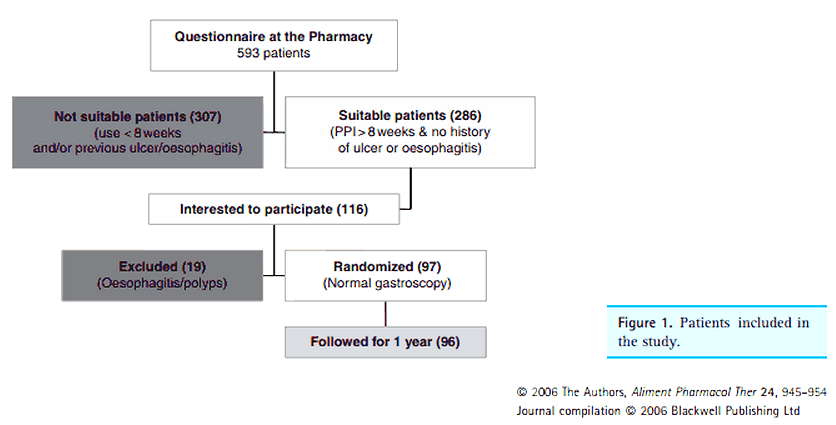 Questionnaire at the Pharmacy
593 patients
Not suitable patients (307)
(use < 8 weeks
and/or previous ulcer/oesophagitis)
Suitable patients (286)
(PPI > 8 weeks & no history
of ulcer or oesophagitis)
Interested to participate (116)
Excluded (19)
(Oesophagitis/polyps)
Randomized (97)
(Normal gastroscopy)
Followed for 1 year (96)
Figure 1. Patients included in
the study.
© 2006 The Authors, Aliment Pharmacol Ther 24, 945–954
Journal compilation © 2006 Blackwell Publishing Ltd